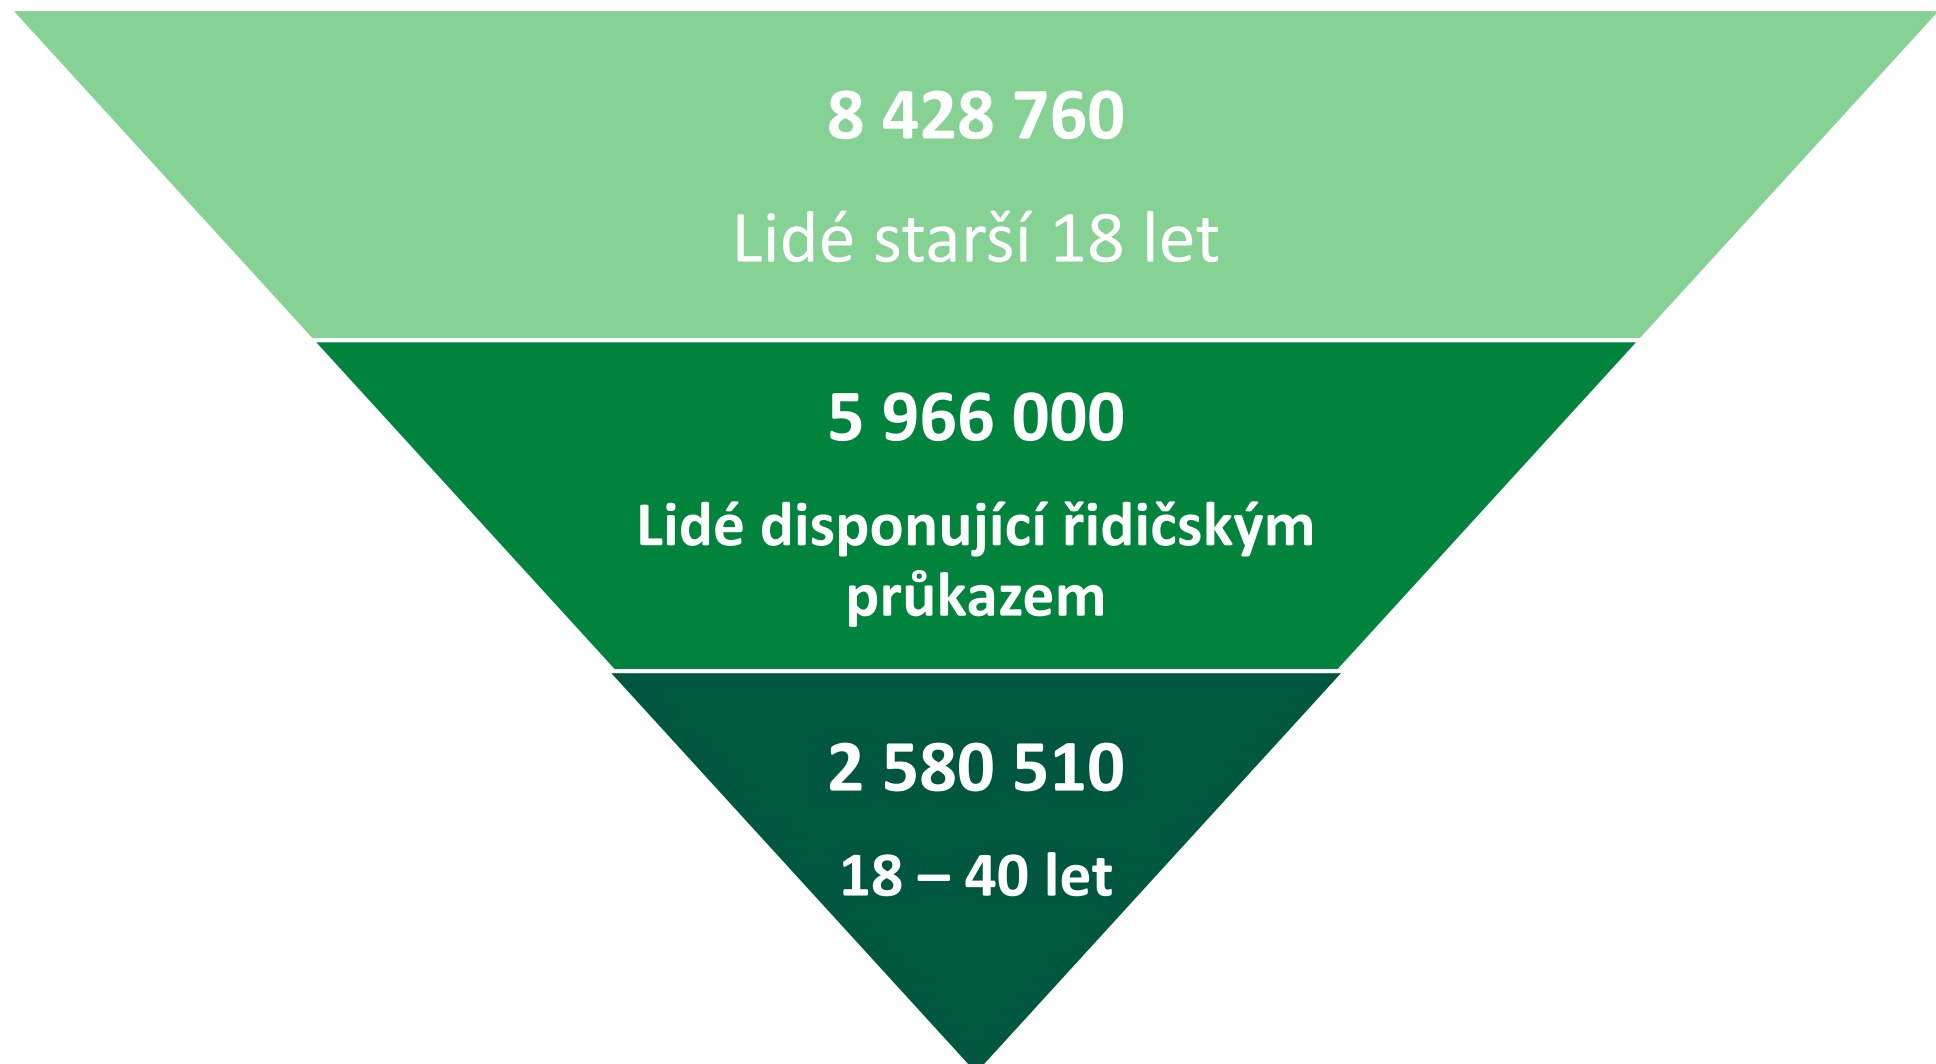 8 428 760
Lidé starší 18 let
5 966 000
Lidé disponující řidičským
průkazem
2 580 510
18 – 40 let